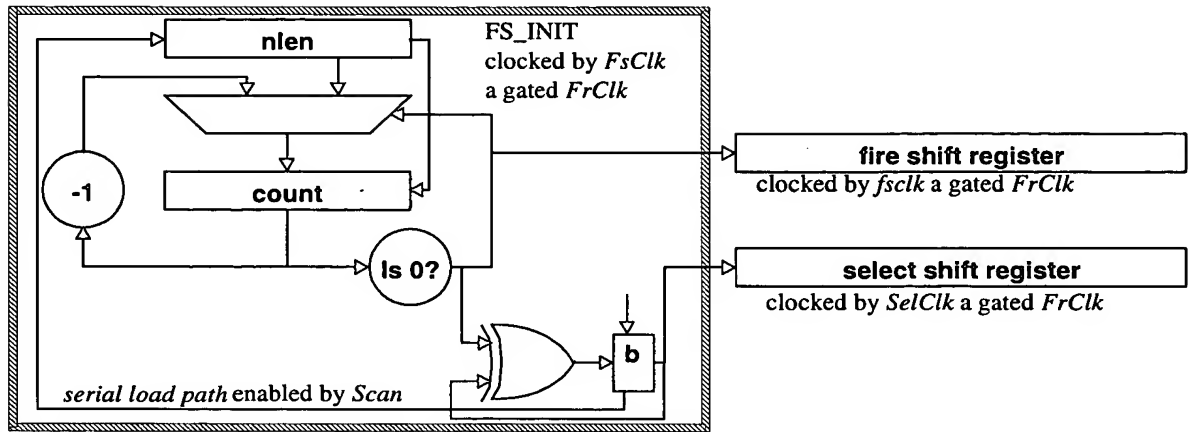 nlen
FS_INIT
clocked by FsClk
a gated FrClk
-1
count
Is 0?
b
serial load path enabled by Scan
fire shift register
clocked by fsclk a gated FrClk
select shift register
clocked by SelClk a gated FrClk